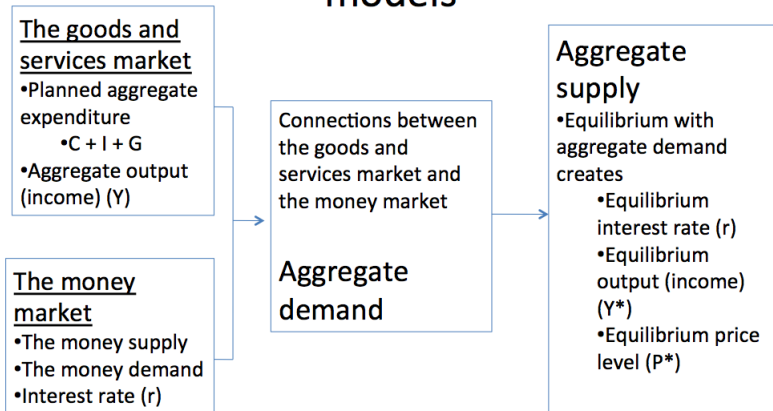 models
The goods and
services market
•Planned aggregate
expenditure
•C + I + G
•Aggregate output
(income) (Y)
The money
market
•The money supply
•The money demand
•Interest rate (r)
Connections between
the goods and
services market and
the money market
Aggregate
demand
Aggregate
supply
•Equilibrium with
aggregate demand
creates
•Equilibrium
interest rate (r)
•Equilibrium
output (income)
(Y*)
•Equilibrium price
level (P*)